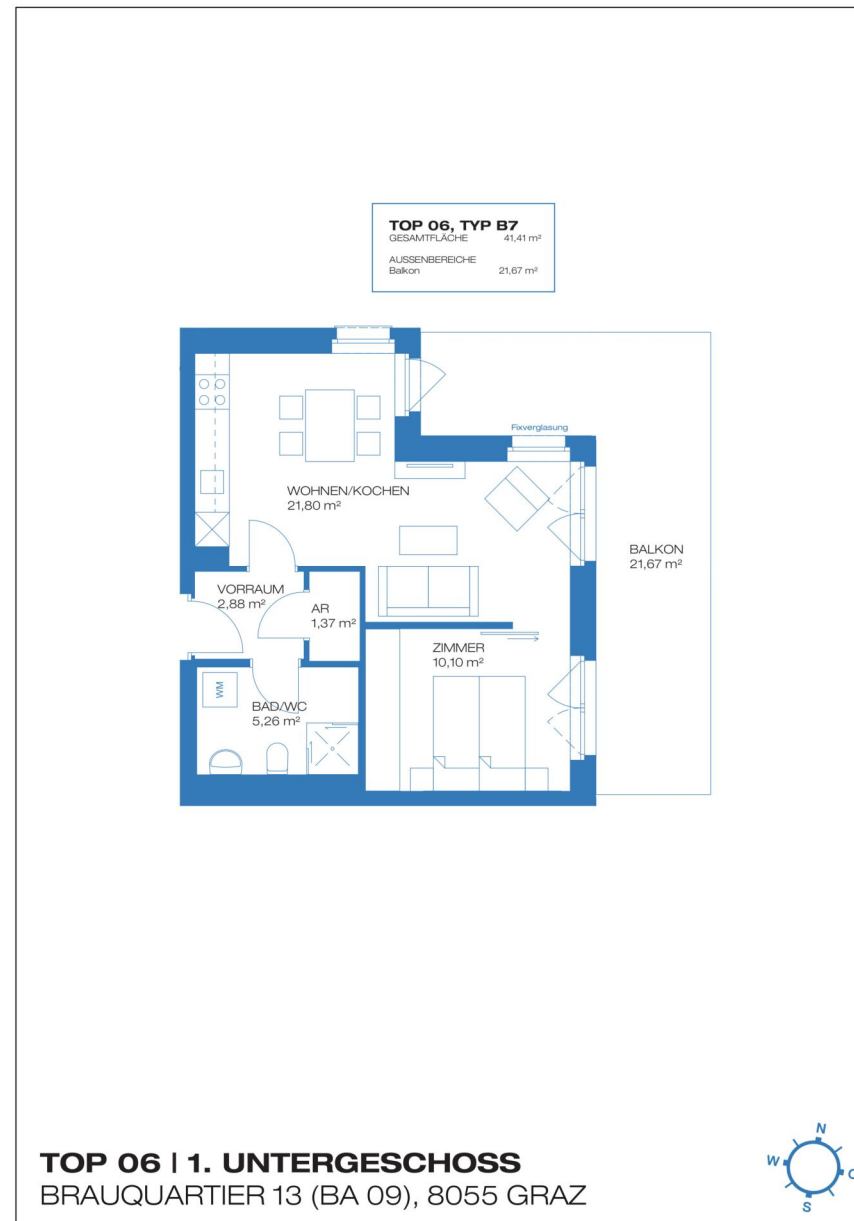 TOP 06, TYP B7
GESAMTFLÄCHE 41,41 m²
AUSSENBEREICHE
Balkon 21,67 m²
Fixverglasung
WOHNEN/KOCHEN
21,80 m²
BALKON
21,67 m²
VORRAUM
2,88 m²
AR
1,37 m²
ZIMMER
10,10 m²
WM
BAD/WC
5,26 m²
TOP 06 | 1. UNTERGESCHOSS
BRAUQUARTIER 13 (BA 09), 8055 GRAZ
N
W
O
S